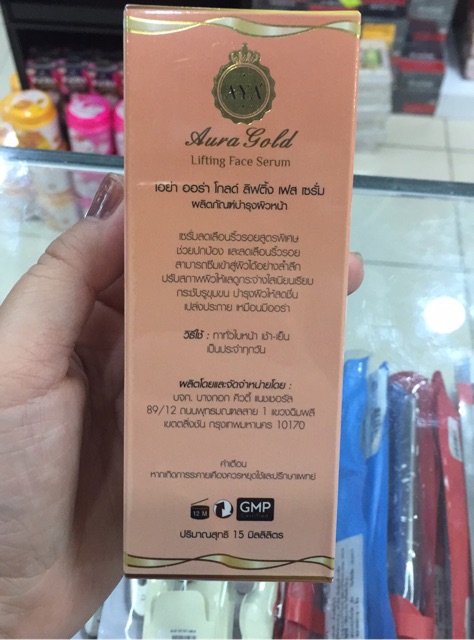 AYA
Aura Gold
Lifting Face Serum
เอย่า ออร่า โกลด์ ลิฟติ้ง เฟส เซรั่ม
ผลิตภัณฑ์บำรุงผิวหน้า
เซรั่มลดเลือนริ้วรอยสูตรพิเศษ
ช่วยปกป้อง และลดเลือนริ้วรอย
สามารถซึมเข้าสู่ผิวได้อย่างล้ำลึก
ปรับสภาพผิวให้แลดูกระจ่างใสเนียนเรียบ
กระชับรูขุมขน บำรุงผิวให้สดชื่น
เปล่งประกาย เหมือนมีออร่า
วิธีใช้ : ทาทั่วใบหน้า เช้า-เย็น
เป็นประจำทุกวัน
ผลิตโดยและจัดจำหน่ายโดย :
บจก. บางกอก คิวตี้ แนชเชอรัล
89/12 ถนนพุทธมณฑลสาย 1 แขวงฉิมพลี
เขตตลิ่งชัน กรุงเทพมหานคร 10170
คำเตือน
หากเกิดการระคายเคืองควรหยุดใช้และปรึกษาแพทย์
12 M
GMP
ปริมาณสุทธิ 15 มิลลิลิตร